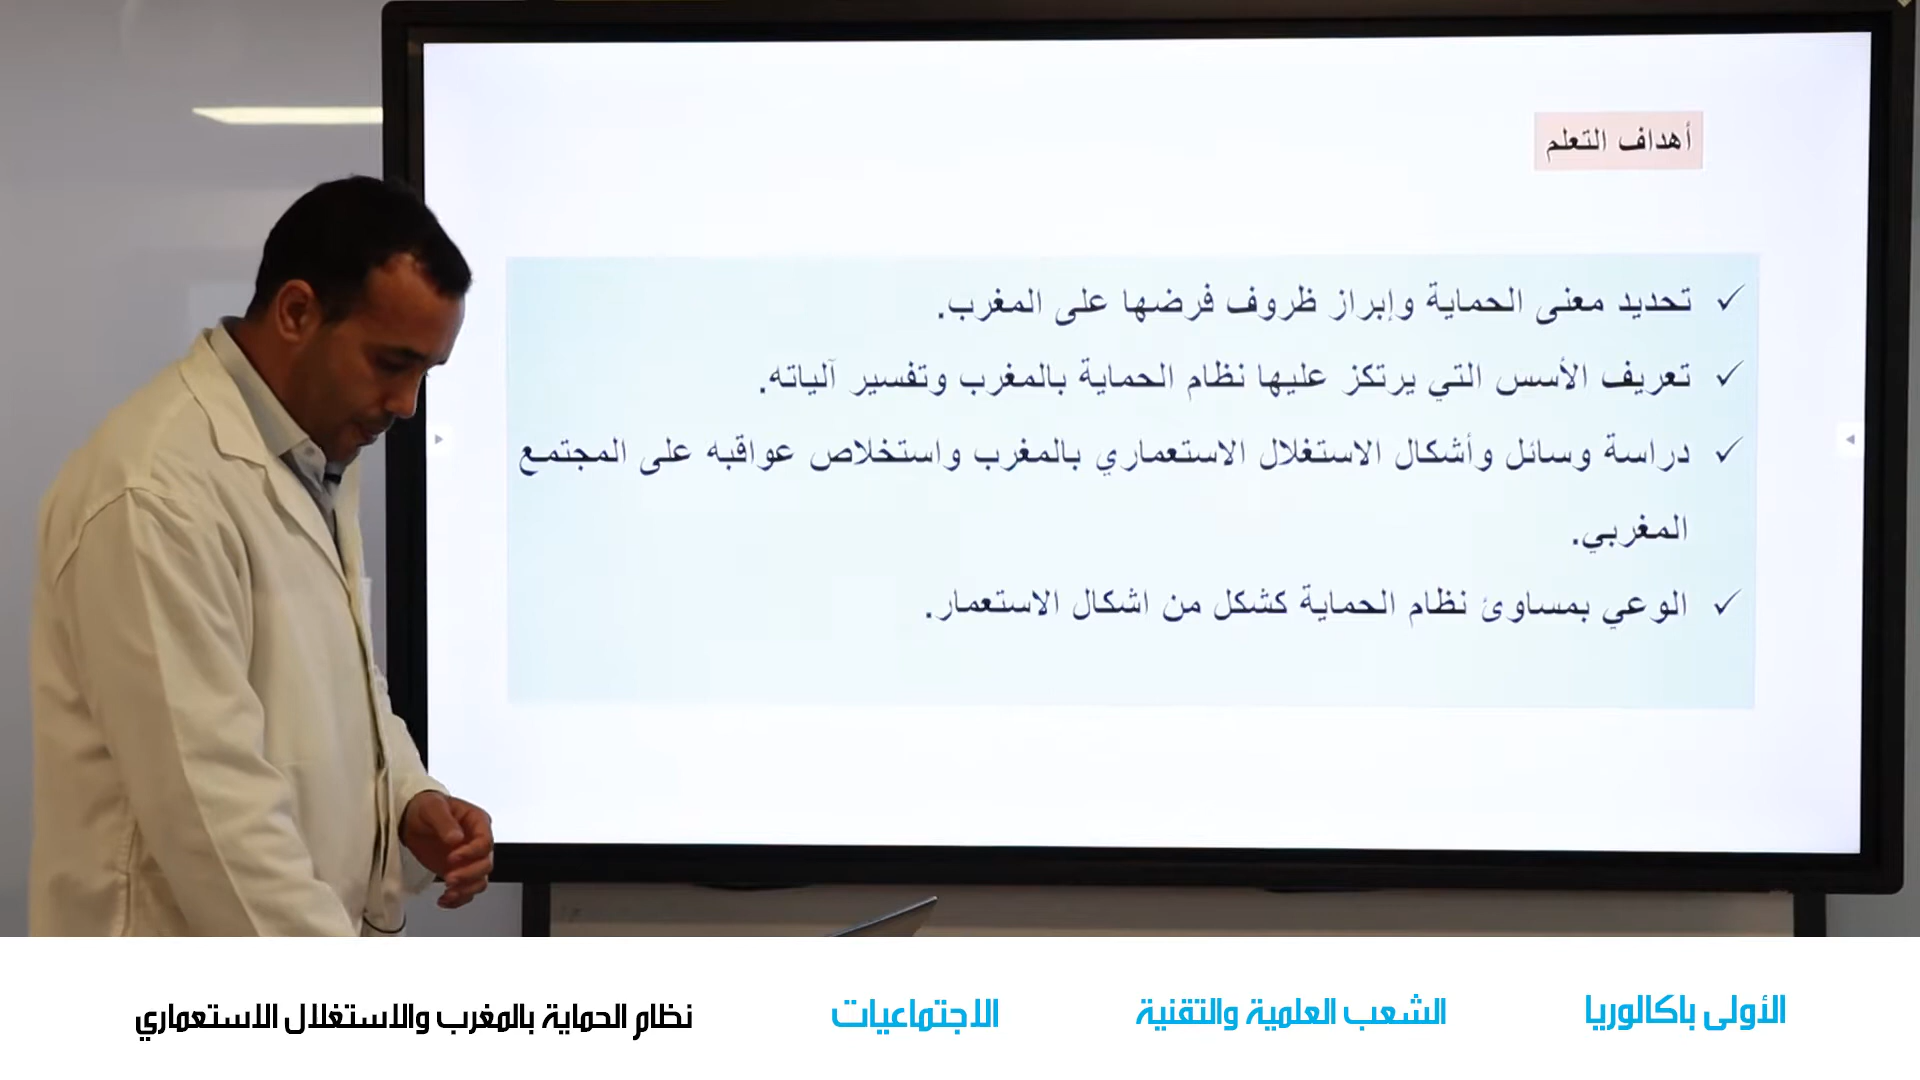 أهداف التعلم
✓ تحديد معنى الحماية وإبراز ظروف فرضها على المغرب.
✓ تعريف الأسس التي يرتكز عليها نظام الحماية بالمغرب وتفسير آلياته.
✓ دراسة وسائل وأشكال الاستغلال الاستعماري بالمغرب واستخلاص عواقبه على المجتمع
المغربي.
✓ الوعي بمساوئ نظام الحماية كشكل من اشكال الاستعمار.
الأولى باكالوريا
الشعب العلمية والتقنية
الاجتماعيات
نظام الحماية بالمغرب والاستغلال الاستعماري